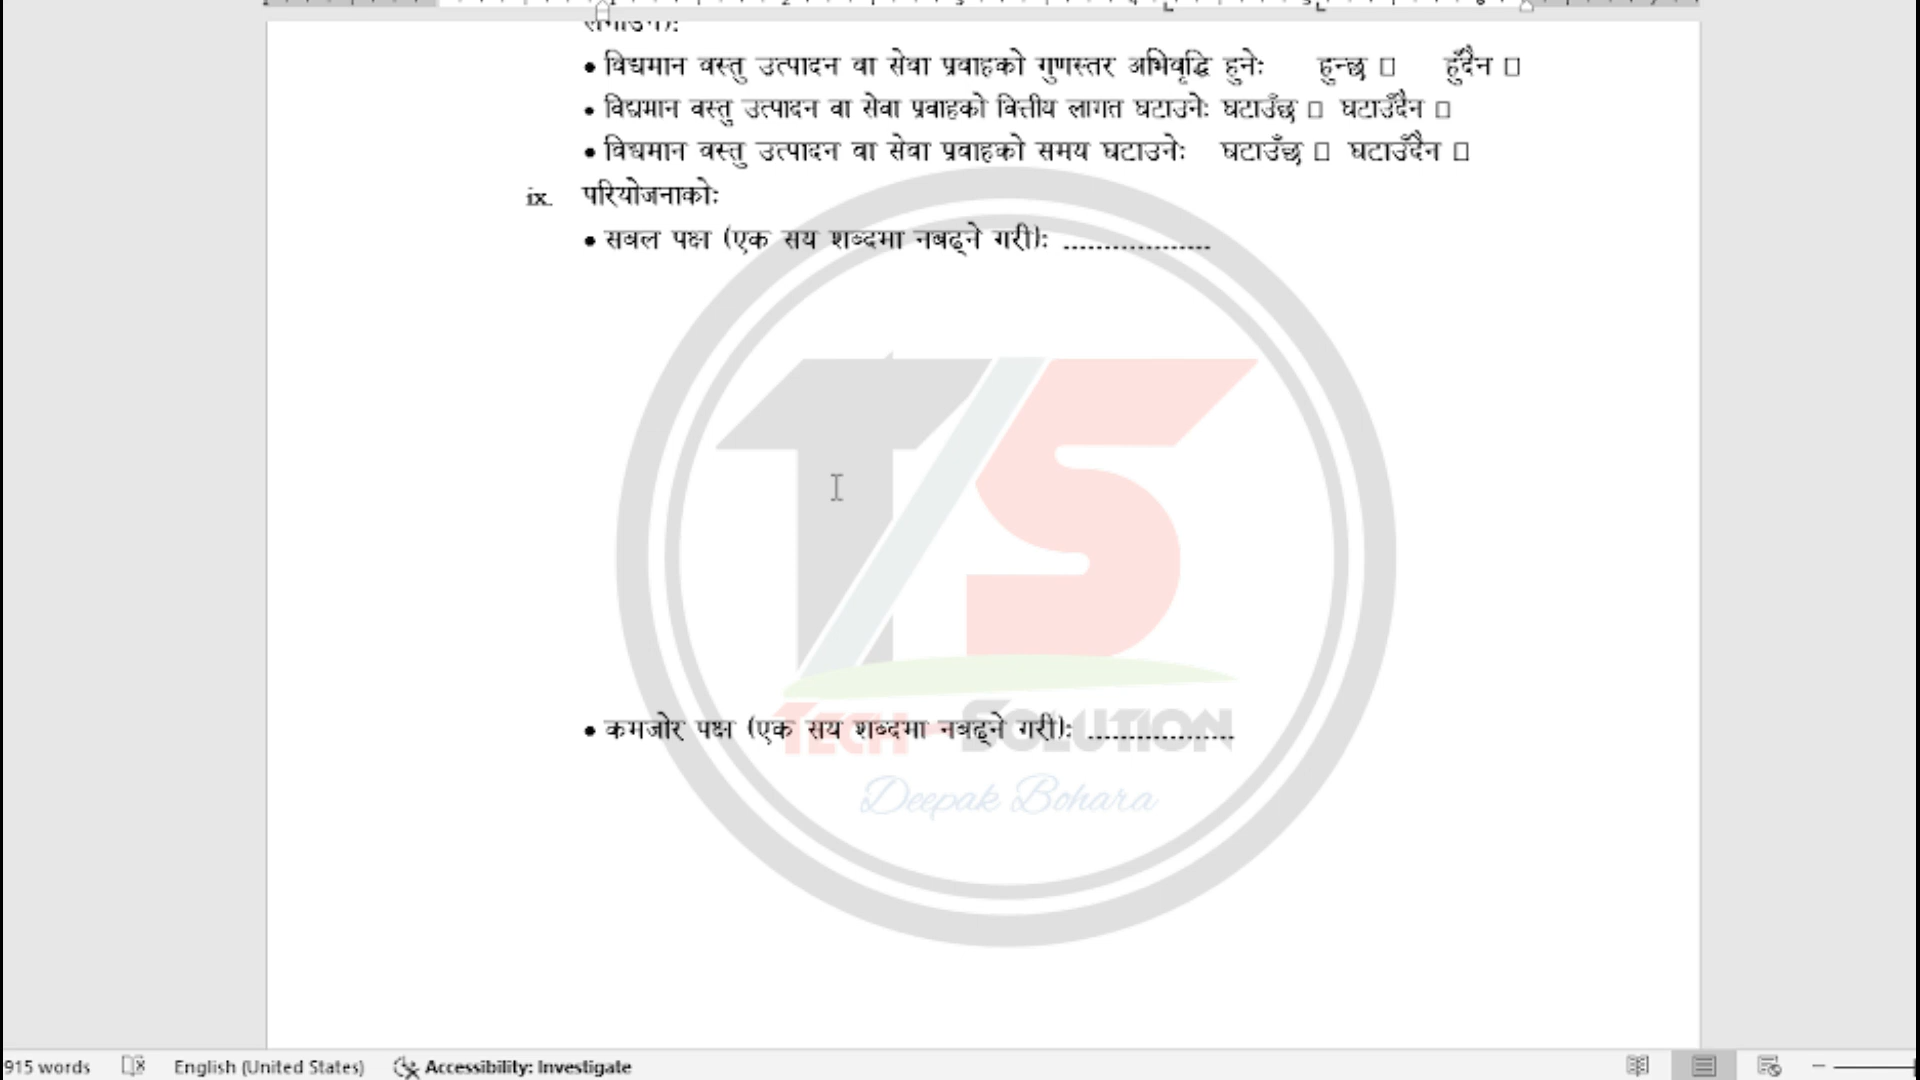 • विद्यमान वस्तु उत्पादन वा सेवा प्रवाहको गुणस्तर अभिवृद्धि हुनेः हुन्छ □ हुँदैन □
• विद्यमान वस्तु उत्पादन वा सेवा प्रवाहको वित्तीय लागत घटाउनेः घटाउँछ □ घटाउँदैन □
• विद्यमान वस्तु उत्पादन वा सेवा प्रवाहको समय घटाउनेः घटाउँछ □ घटाउँदैन □
ix. परियोजनाकोः
• सबल पक्ष (एक सय शब्दमा नबढ्ने गरी): ..................
TS
• कमजोर पक्ष (एक सय शब्दमा नबढ्ने गरी): ..................
TECH-SOLUTION
Deepak Bohara
915 words English (United States) Accessibility: Investigate